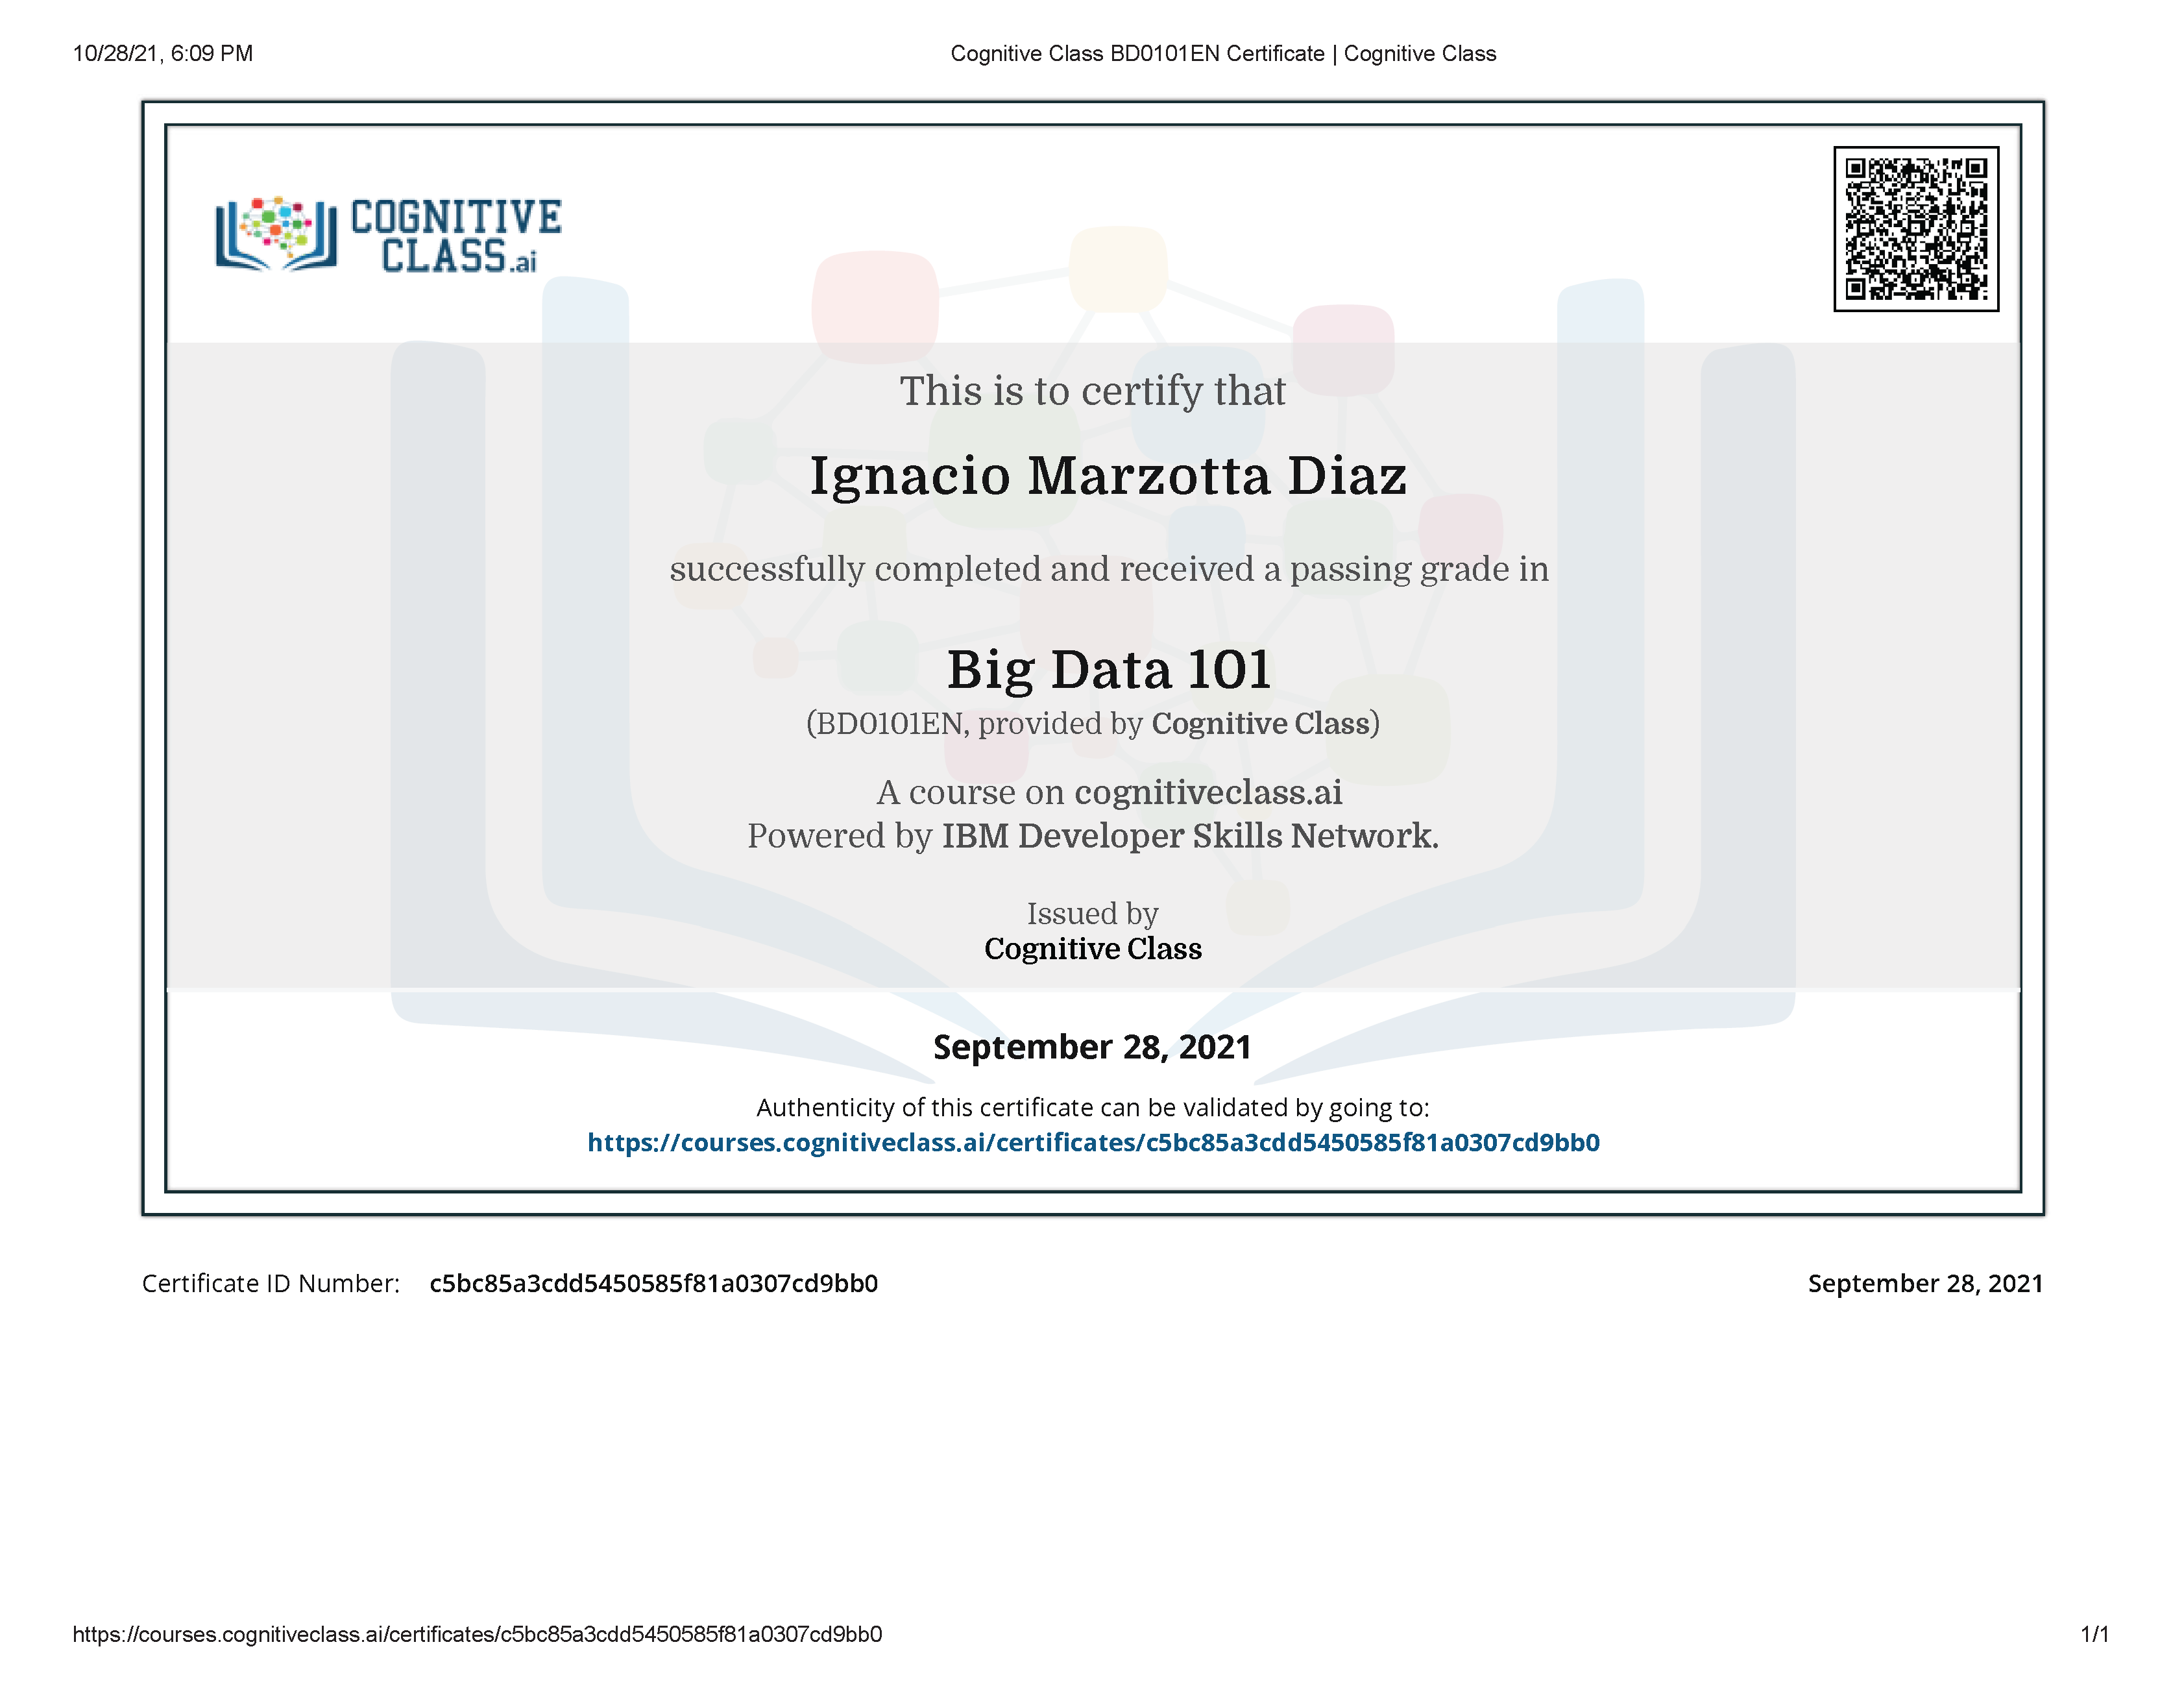 10/28/21, 6:09 PM
Cognitive Class BD0101EN Certificate | Cognitive Class
COGNITIVE
CLASS.ai
This is to certify that
Ignacio Marzotta Diaz
successfully completed and received a passing grade in
Big Data 101
(BD0101EN, provided by Cognitive Class)
A course on cognitiveclass.ai
Powered by IBM Developer Skills Network.
Issued by
Cognitive Class
September 28, 2021
Authenticity of this certificate can be validated by going to:
https://courses.cognitiveclass.ai/certificates/c5bc85a3cdd5450585f81a0307cd9bb0
Certificate ID Number: c5bc85a3cdd5450585f81a0307cd9bb0
September 28, 2021
https://courses.cognitiveclass.ai/certificates/c5bc85a3cdd5450585f81a0307cd9bb0
1/1